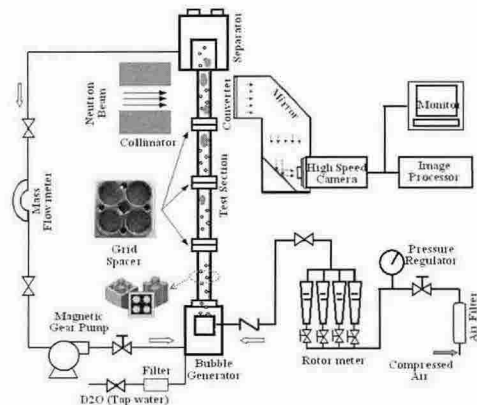 Separator
Neutron
Beam
Collimator
Converter
Mirror
Monitor
High Speed
Camera
Image
Processor
Test Section
Mass
Flow meter
Grid
Spacer
Pressure
Regulator
Magnetic
Gear Pump
Bubble
Generator
Rotor meter
Air Filter
Compressed
Air
Filter
D2O (Tap water)